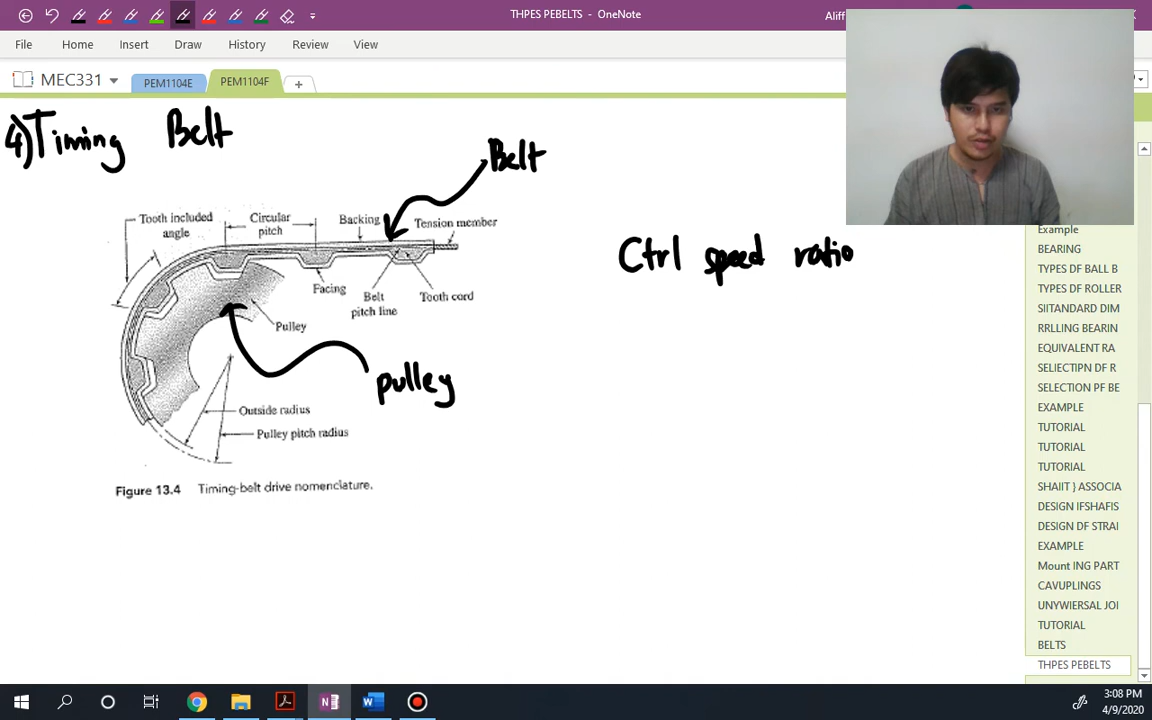 THPES PEBELTS - OneNote
Aliff
File Home Insert Draw History Review View
MEC331 PEM1104E PEM1104F
4) Timing Belt
Belt
Tooth included angle
Circular pitch
Backing
Tension member
Ctrl speed ratio
Facing
Belt pitch line
Tooth cord
Pulley
pulley
Outside radius
Pulley pitch radius
Figure 13.4 Timing-belt drive nomenclature.
Example
BEARING
TYPES DF BALL B
TYPES DF ROLLER
SIITANDARD DIM
RRLLING BEARIN
EQUIVALENT RA
SELIECTIPN DF R
SELECTION PF BE
EXAMPLE
TUTORIAL
TUTORIAL
TUTORIAL
SHAIIT } ASSOCIA
DESIGN IFSHAFIS
DESIGN DF STRAI
EXAMPLE
Mount ING PART
CAVUPLINGS
UNYWIERSAL JOI
TUTORIAL
BELTS
THPES PEBELTS
3:08 PM
4/9/2020